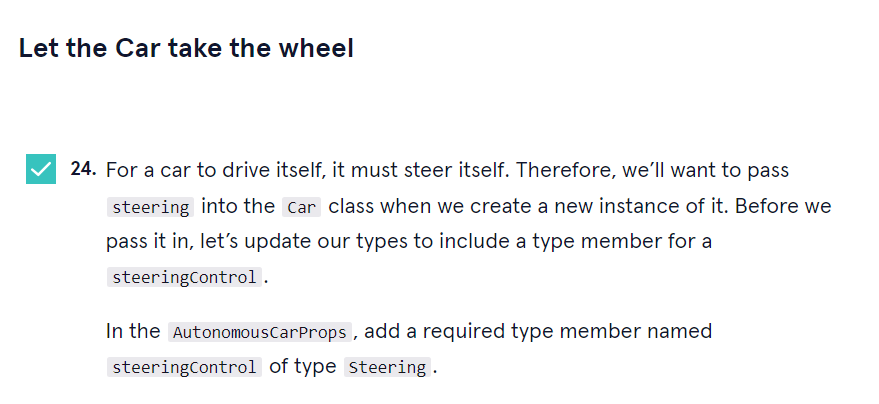 Let the Car take the wheel
24. For a car to drive itself, it must steer itself. Therefore, we’ll want to pass
steering into the Car class when we create a new instance of it. Before we
pass it in, let’s update our types to include a type member for a
steeringControl.
In the AutonomousCarProps, add a required type member named
steeringControl of type Steering.